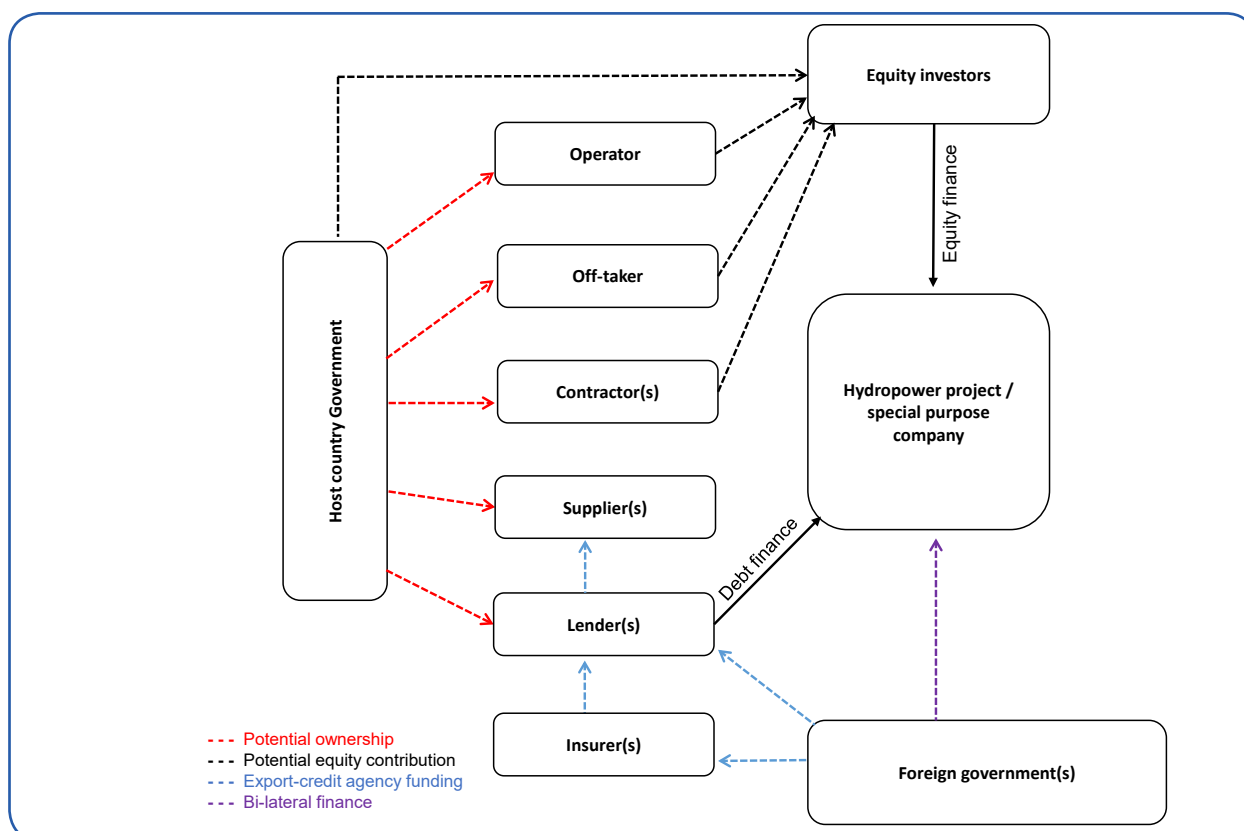 Equity investors
Operator
Equity finance
Off-taker
Host country Government
Hydropower project /
special purpose
company
Contractor(s)
Supplier(s)
Debt finance
Lender(s)
Insurer(s)
Foreign government(s)
Potential ownership
Potential equity contribution
Export-credit agency funding
Bi-lateral finance